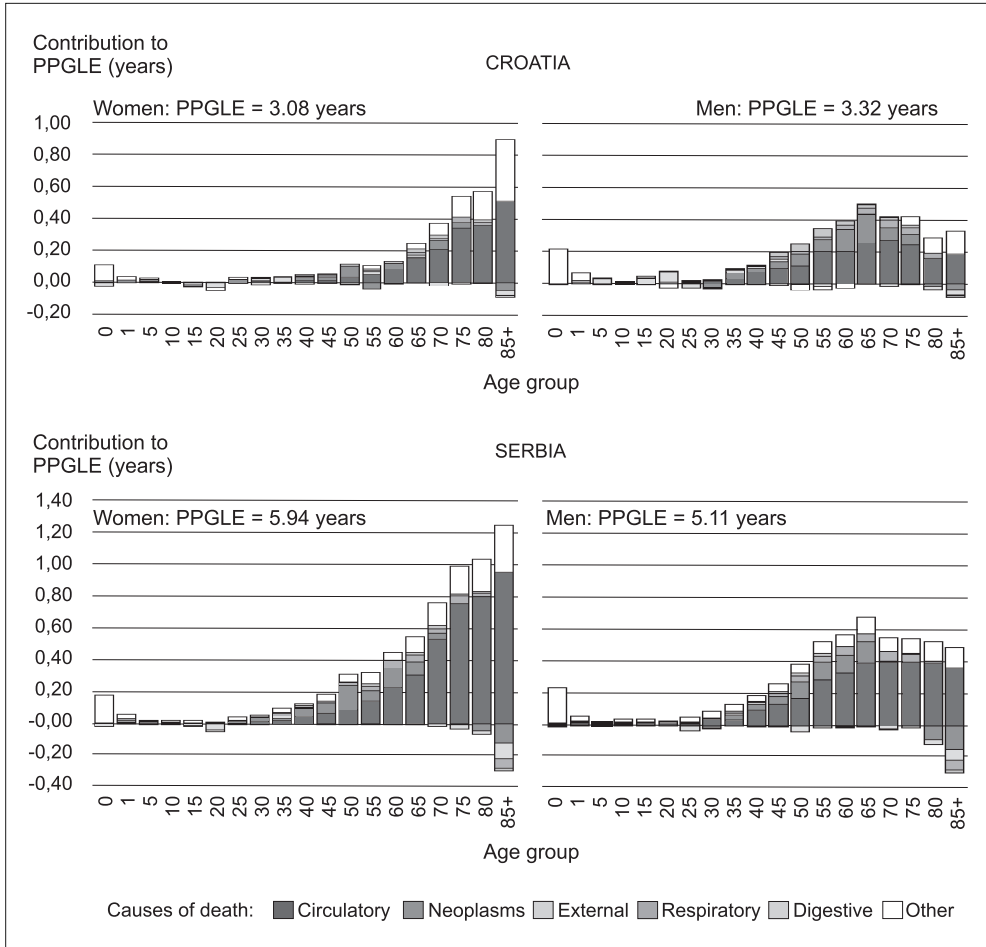 Contribution to
PPGLE (years)
CROATIA
Women: PPGLE = 3.08 years
Men: PPGLE = 3.32 years
1,00
0,80
0,60
0,40
0,20
0,00
-0,20
0 1 5 10 15 20 25 30 35 40 45 50 55 60 65 70 75 80 85+
0 1 5 10 15 20 25 30 35 40 45 50 55 60 65 70 75 80 85+
Age group
Contribution to
PPGLE (years)
SERBIA
1,40
Women: PPGLE = 5.94 years
Men: PPGLE = 5.11 years
1,20
1,00
0,80
0,60
0,40
0,20
-0,00
-0,20
-0,40
0 1 5 10 15 20 25 30 35 40 45 50 55 60 65 70 75 80 85+
0 1 5 10 15 20 25 30 35 40 45 50 55 60 65 70 75 80 85+
Age group
Causes of death: Circulatory Neoplasms External Respiratory Digestive Other